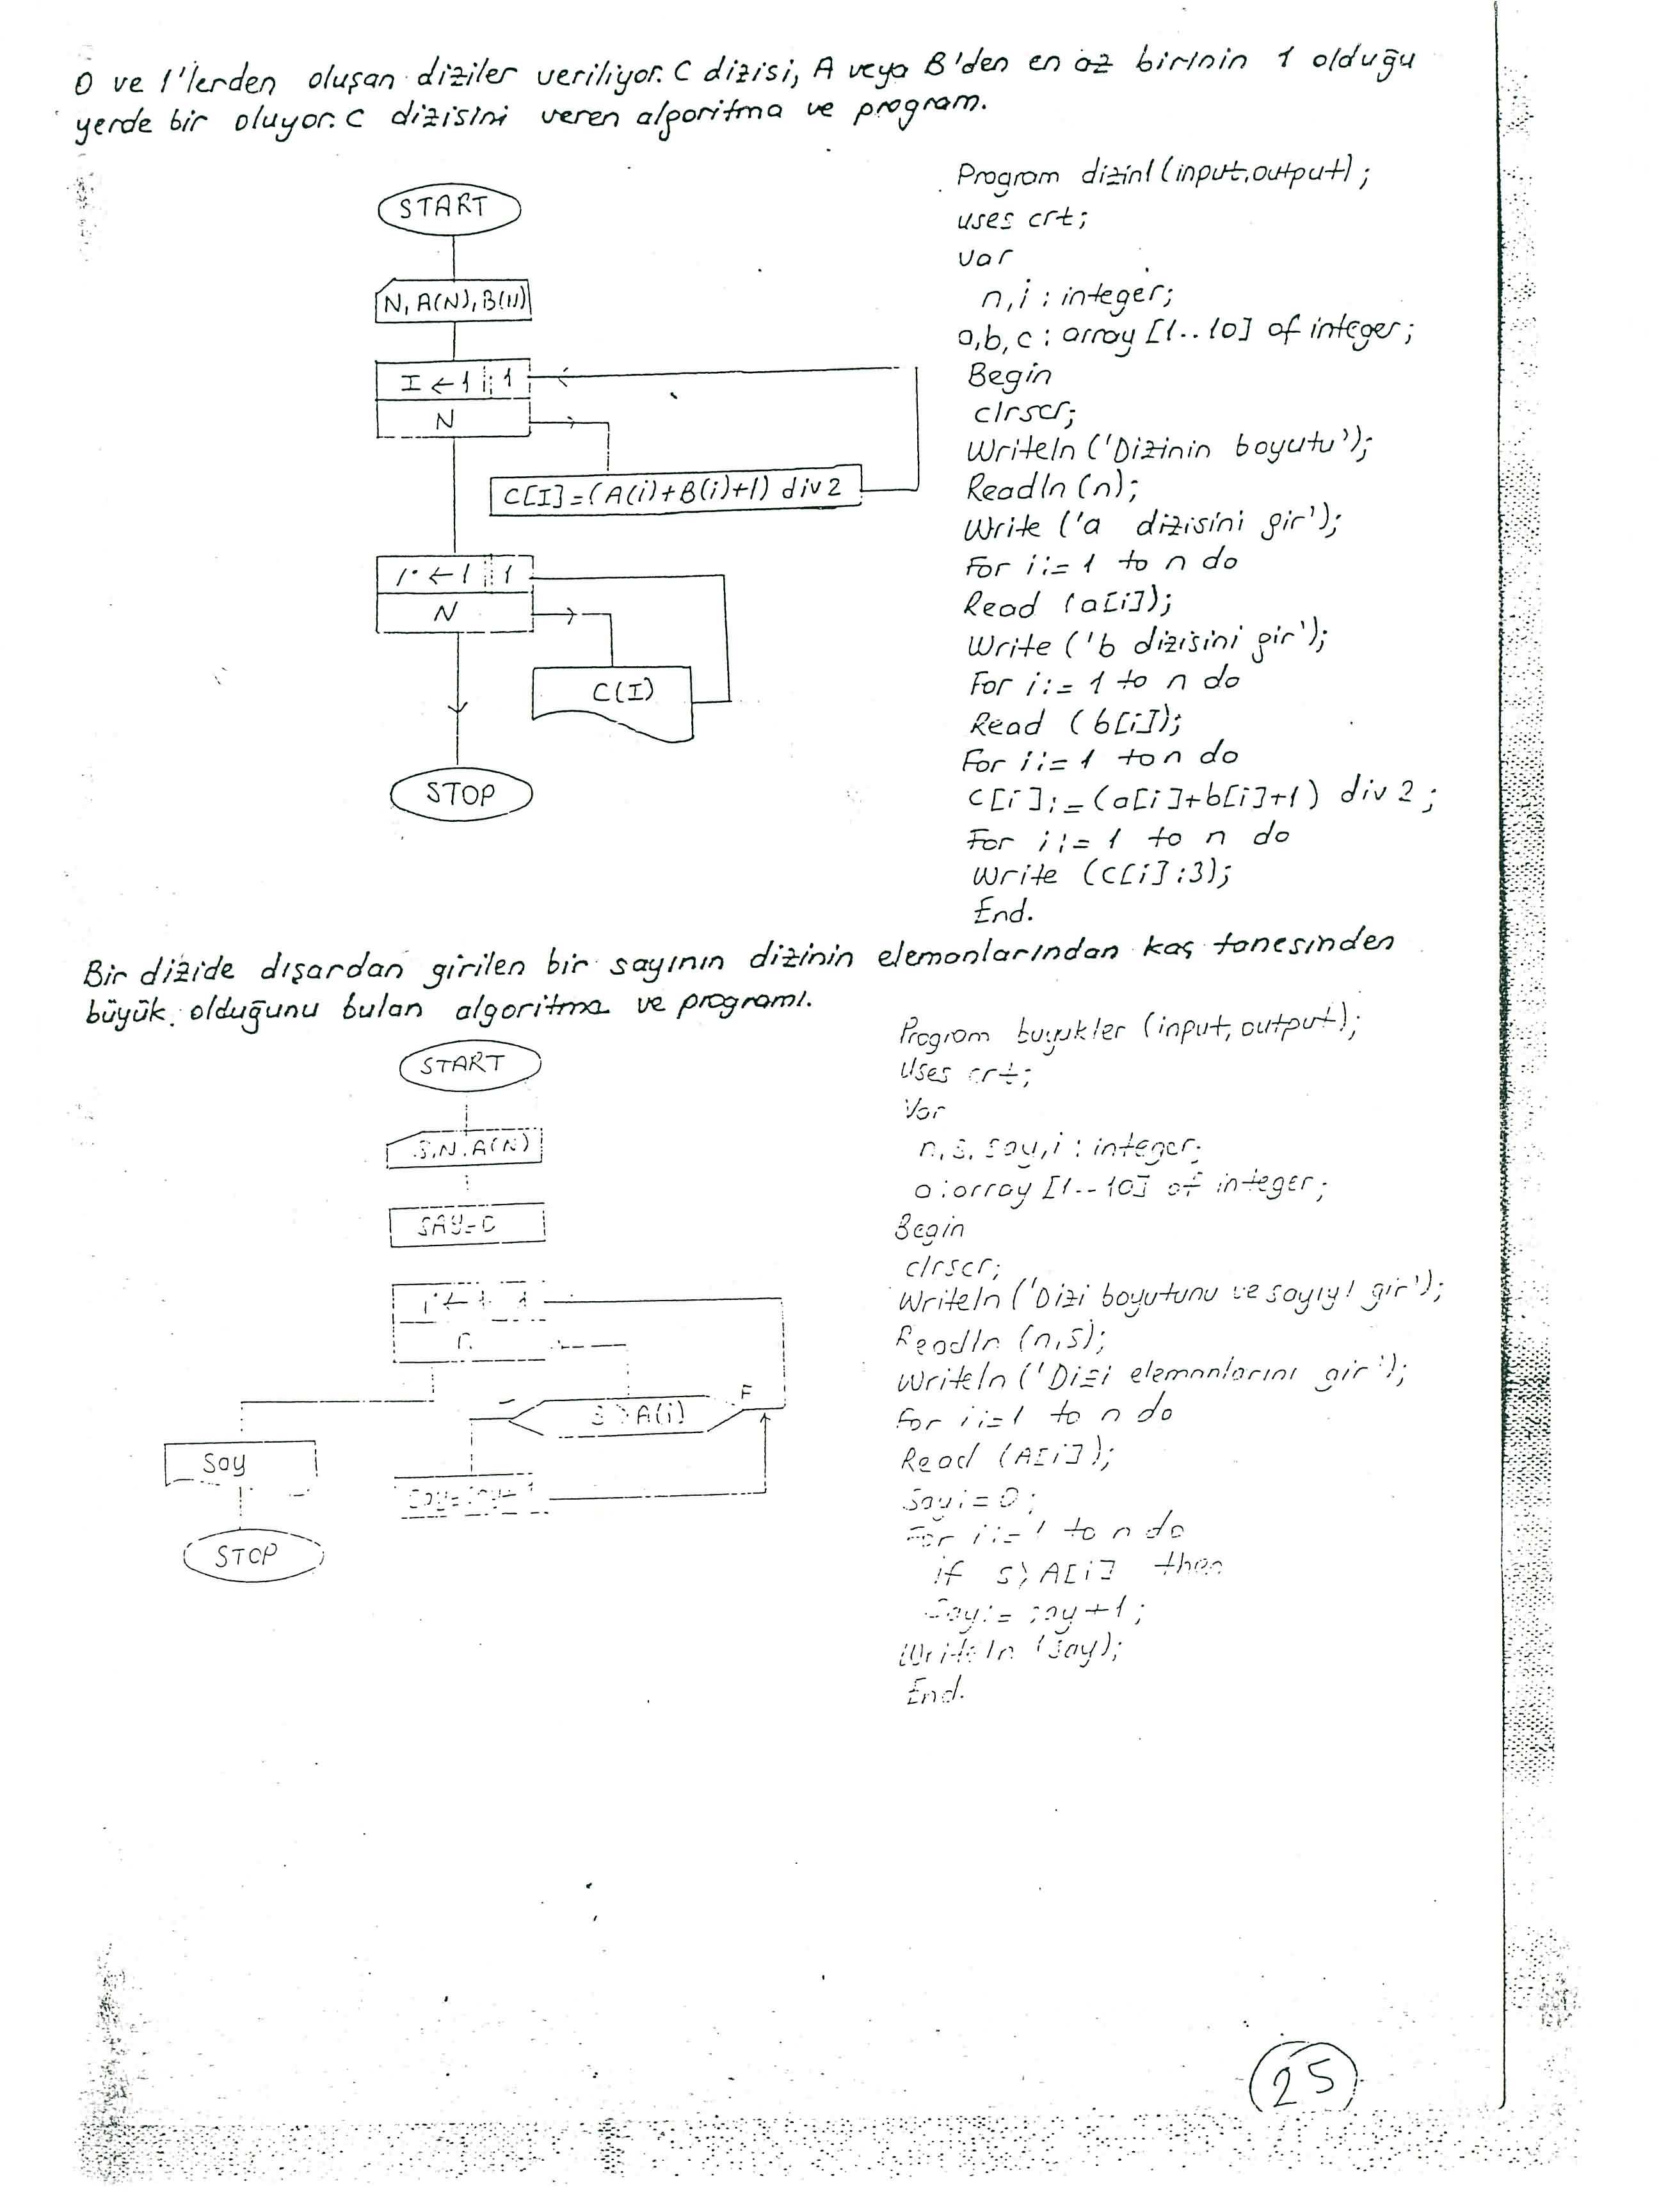 0 ve 1'lerden oluşan diziler veriliyor. C dizisi, A veya B'den en az birinin 1 olduğu
yerde bir oluyor. C dizisini veren algoritma ve program.
START
N, A(N), B(N)
I ← 1 1
N
C[I]=(A(i)+B(i)+1) div 2
i ← 1 1
N
C(I)
STOP
Program dizin1(input,output);
uses crt;
var
n,i : integer;
a,b,c : array [1..10] of integer;
Begin
clrscr;
Writeln ('Dizinin boyutu');
Readln (n);
Write ('a dizisini gir');
For i:= 1 to n do
Read (a[i]);
Write ('b dizisini gir');
For i:= 1 to n do
Read (b[i]);
For i:= 1 to n do
c[i]:= (a[i]+b[i]+1) div 2;
For i:= 1 to n do
Write (c[i]:3);
End.
Bir dizide dışardan girilen bir sayının dizinin elemanlarından kaç tanesinden
büyük olduğunu bulan algoritma ve programı.
START
S,N,A(N)
SAY=0
i ← 1 1
n
S>A(i)
F
Say=Say+1
Say
STOP
Program buyukler (input, output);
Uses crt;
Var
n,s,say,i : integer;
a:array [1..10] of integer;
Begin
clrscr;
Writeln ('Dizi boyutunu ve sayıyı gir');
Readln (n,s);
Writeln ('Dizi elemanlarını gir');
For i:=1 to n do
Read (A[i]);
Say:=0;
For i:=1 to n do
if s>A[i] then
Say:= say+1;
Writeln (Say);
End.
25